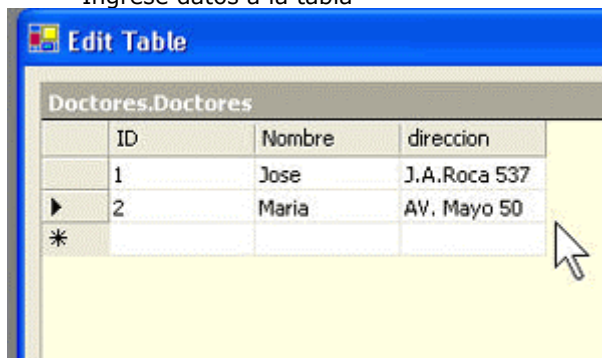 Ingrese datos a la tabla
Edit Table
Doctores.Doctores
ID Nombre direccion
1 Jose J.A.Roca 537
2 Maria AV. Mayo 50